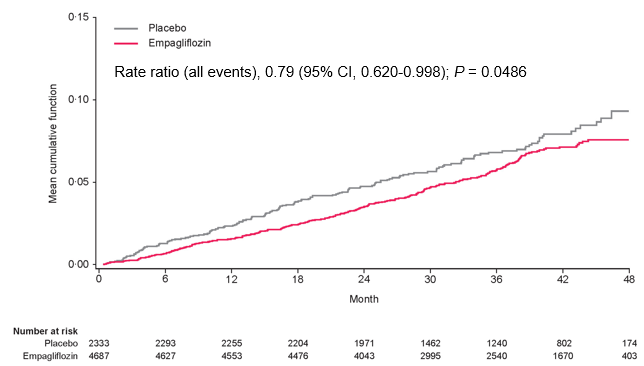 0·15
Placebo
Empagliflozin
Rate ratio (all events), 0.79 (95% CI, 0.620-0.998); P = 0.0486
0·10
Mean cumulative function
0·05
0·00
0 6 12 18 24 30 36 42 48
Month
Number at risk
Placebo 2333 2293 2255 2204 1971 1462 1240 802 174
Empagliflozin 4687 4627 4553 4476 4043 2995 2540 1670 403